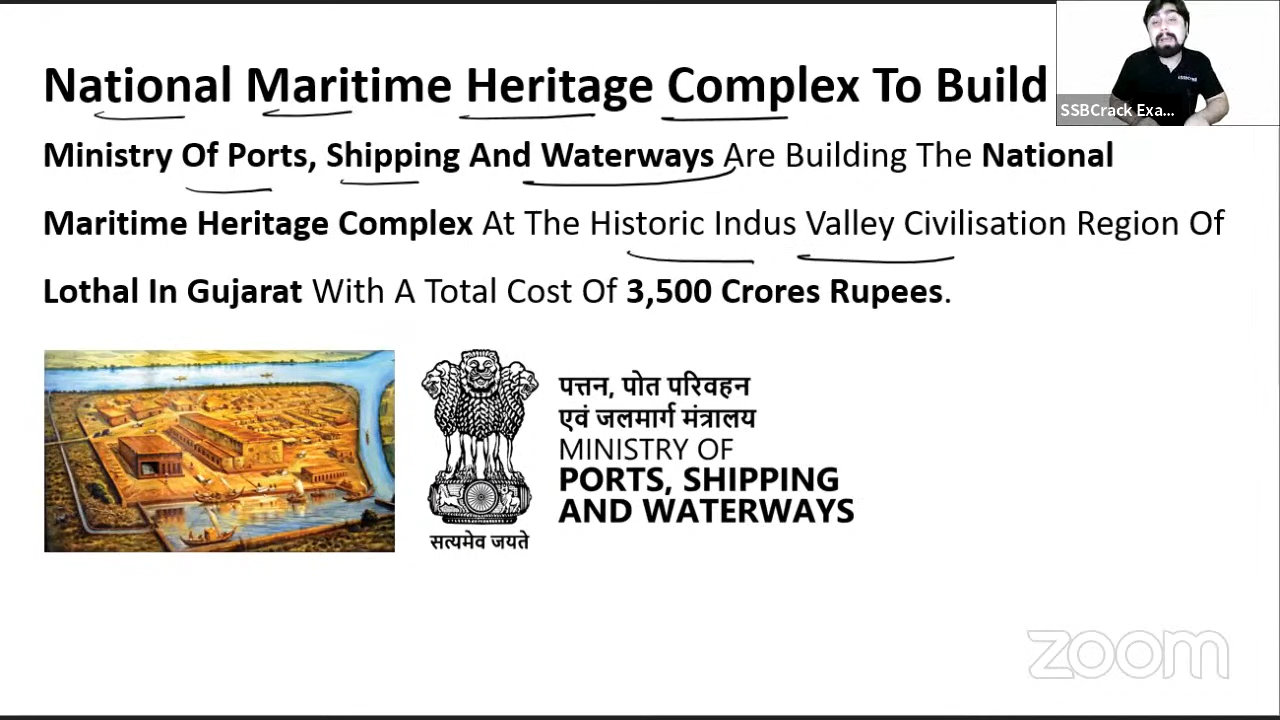 National Maritime Heritage Complex To Build
SSBCrack Exa...
Ministry Of Ports, Shipping And Waterways Are Building The National
Maritime Heritage Complex At The Historic Indus Valley Civilisation Region Of
Lothal In Gujarat With A Total Cost Of 3,500 Crores Rupees.
पत्तन, पोत परिवहन
एवं जलमार्ग मंत्रालय
MINISTRY OF
PORTS, SHIPPING
AND WATERWAYS
सत्यमेव जयते
zoom